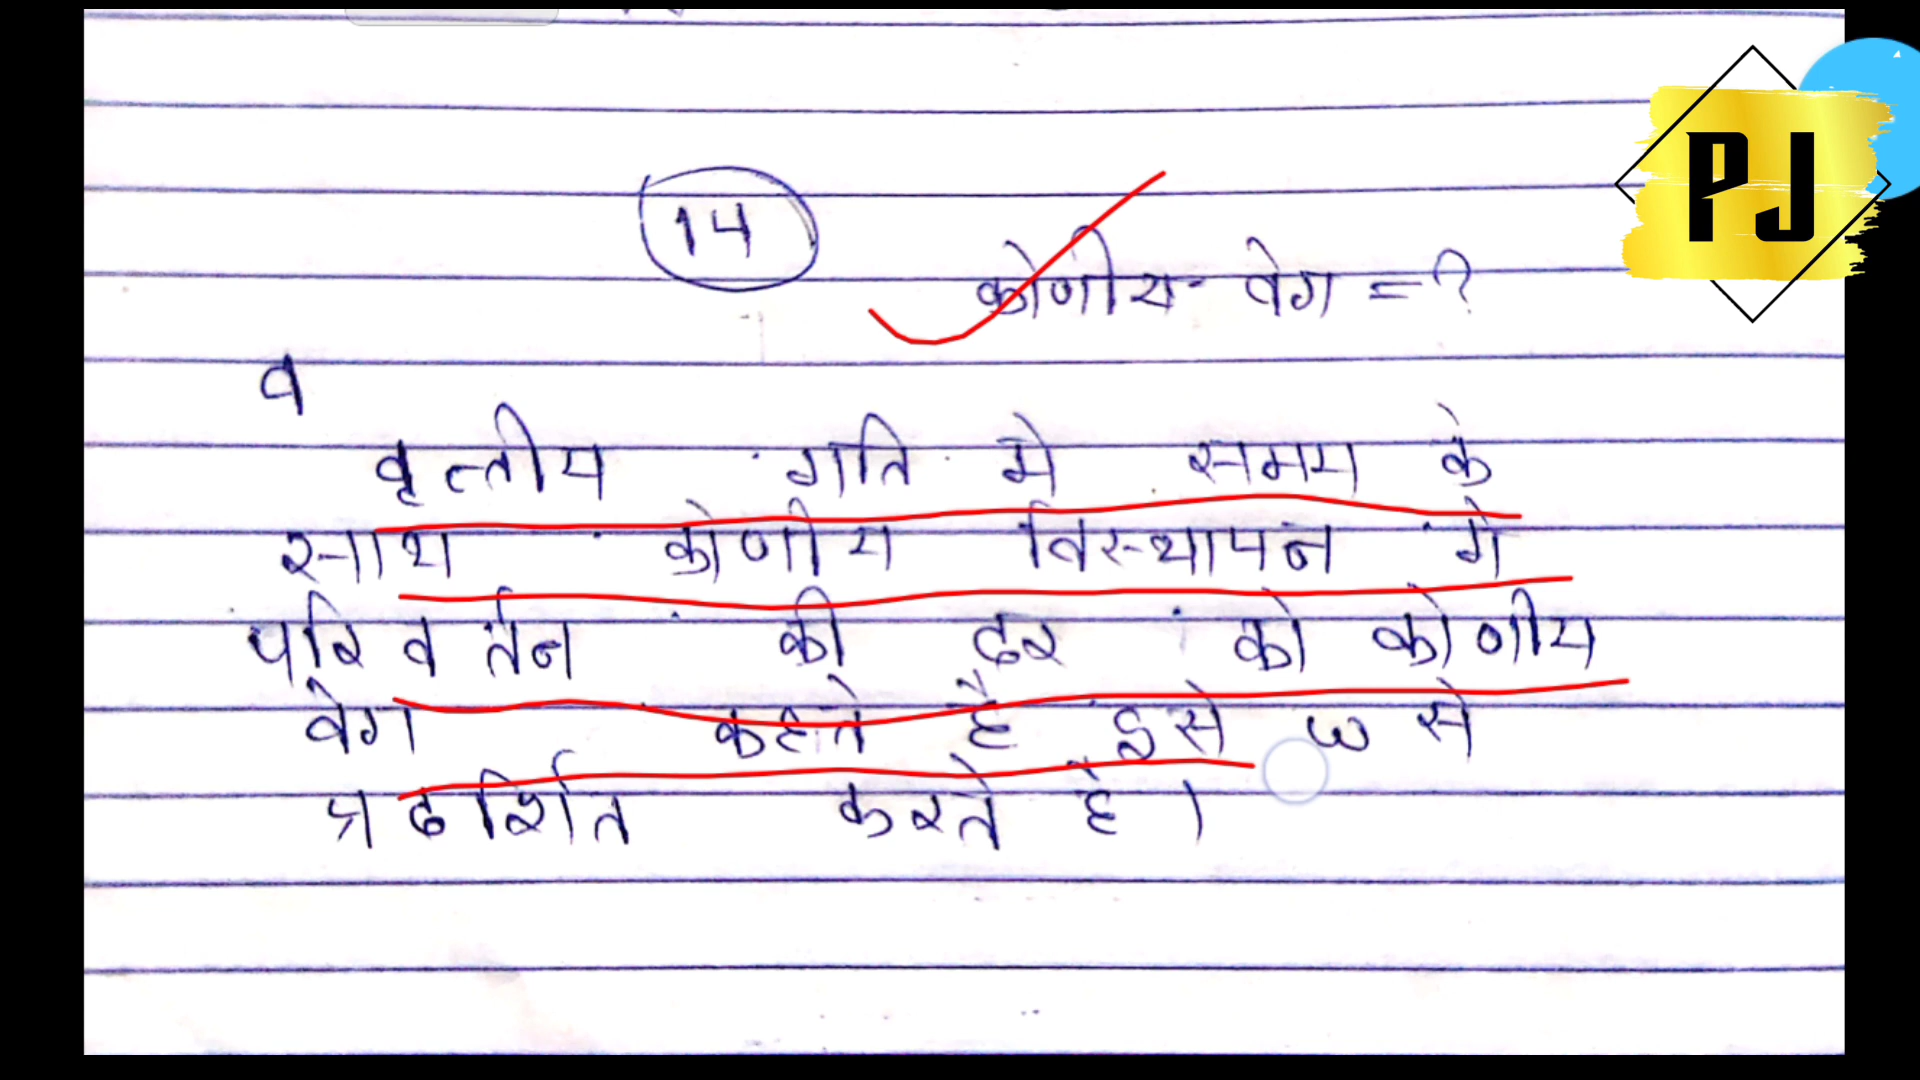 PJ
14
कोणीय वेग = ?
व
वृत्तीय गति मे समय के
साथ कोणीय विस्थापन मे
परिवर्तन की दर को कोणीय
वेग कहते है इसे ω से
प्रदर्शित करते है।